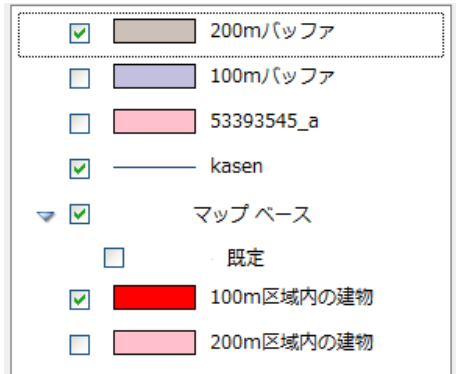 200mバッファ
100mバッファ
53393545_a
kasen
マップ ベース
既定
100m区域内の建物
200m区域内の建物